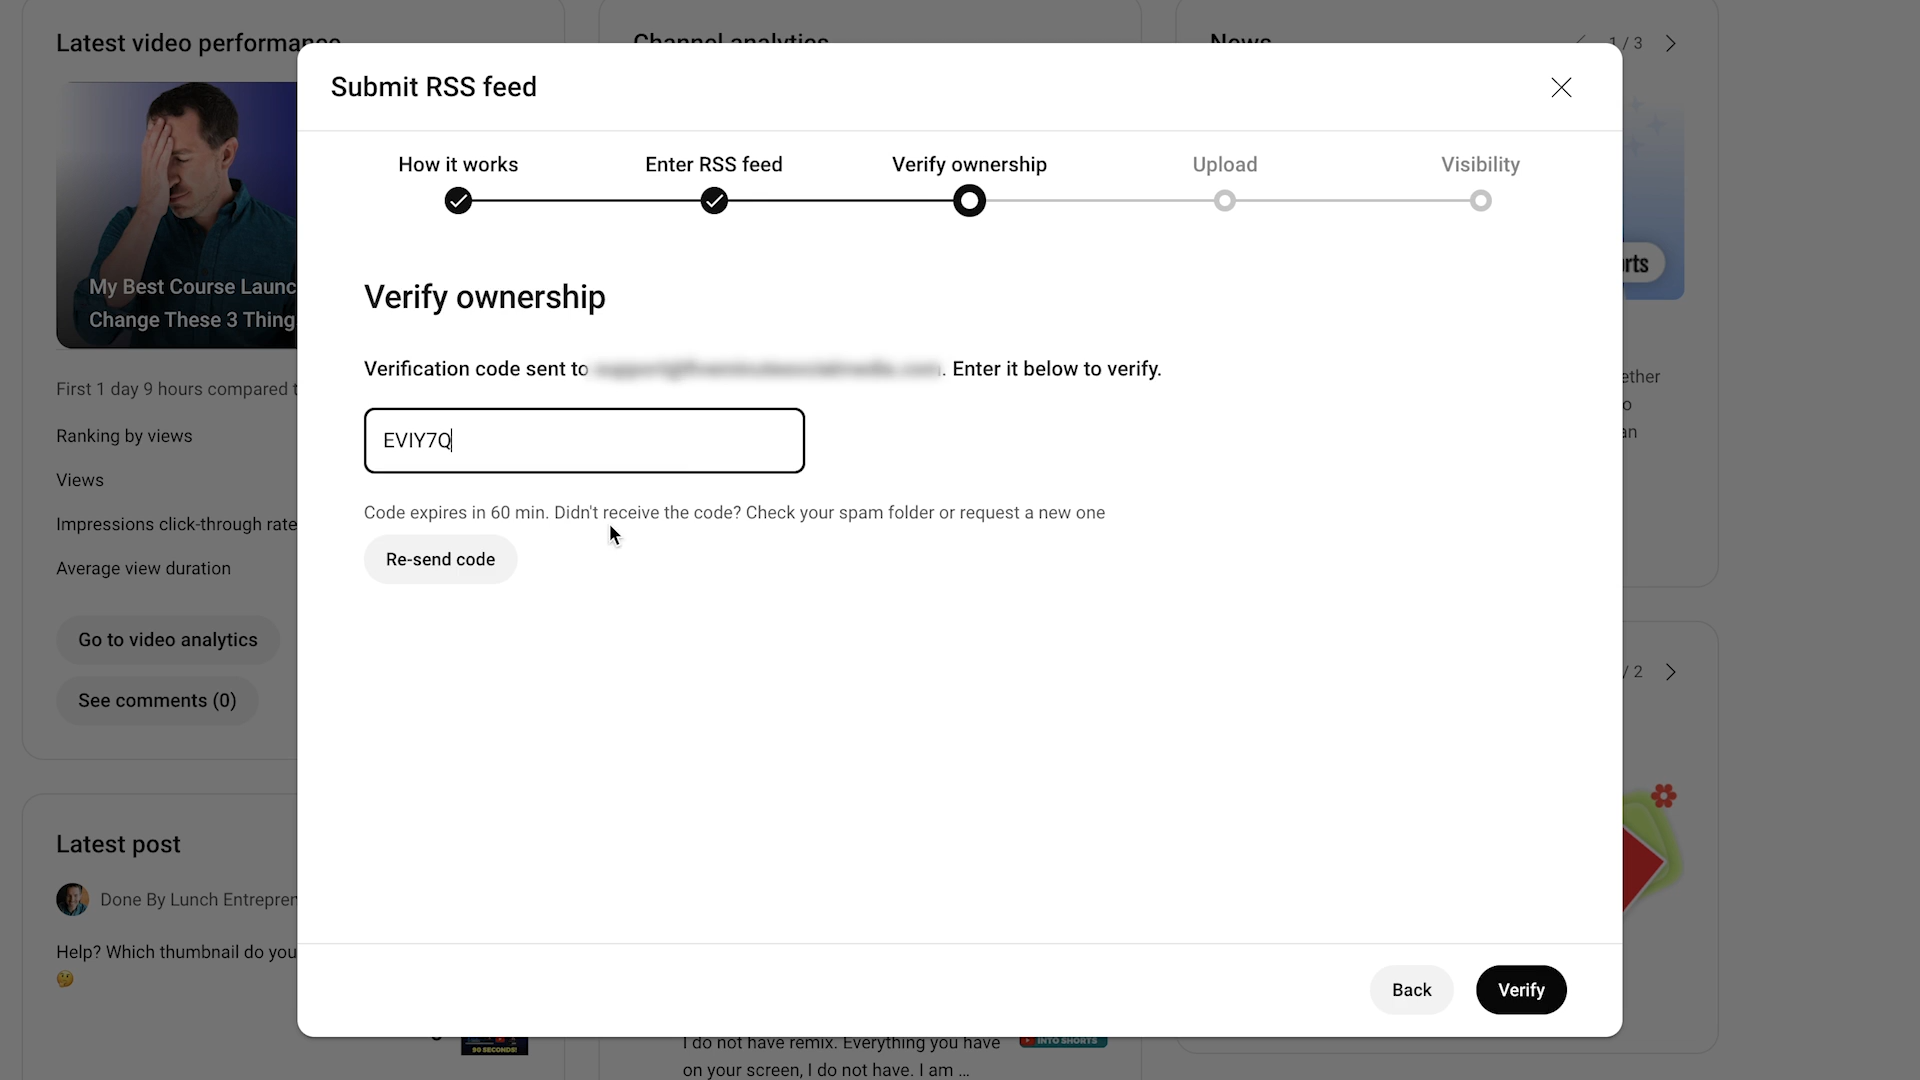 Latest video performance
Channel analytics
News
1 / 3
Submit RSS feed
How it works
Enter RSS feed
Verify ownership
Upload
Visibility
Verify ownership
Verification code sent to . Enter it below to verify.
EVIY7Q
Code expires in 60 min. Didn't receive the code? Check your spam folder or request a new one
Re-send code
Back
Verify
My Best Course Launc
Change These 3 Thing
First 1 day 9 hours compared t
Ranking by views
Views
Impressions click-through rate
Average view duration
Go to video analytics
See comments (0)
Latest post
Done By Lunch Entrepren
Help? Which thumbnail do you
🤔
90 SECONDS!
I do not have remix. Everything you have
on your screen, I do not have. I am ...
INTO SHORTS
rts
ether
o
an
/ 2